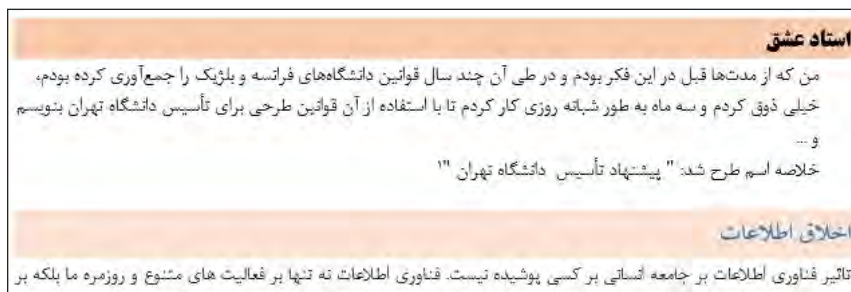 استاد عشق
من که از مدت‌ها قبل در این فکر بودم و در طی آن چند سال قوانین دانشگاه‌های فرانسه و بلژیک را جمع‌آوری کرده بودم،
خیلی ذوق کردم و سه ماه به طور شبانه روزی کار کردم تا با استفاده از آن قوانین طرحی برای تأسیس دانشگاه تهران بنویسم
و ...
خلاصه اسم طرح شد: " پیشنهاد تأسیس دانشگاه تهران "۱
اخلاق اطلاعات
تاثیر فناوری اطلاعات بر جامعه انسانی بر کسی پوشیده نیست. فناوری اطلاعات نه تنها بر فعالیت های متنوع و روزمره ما بلکه بر